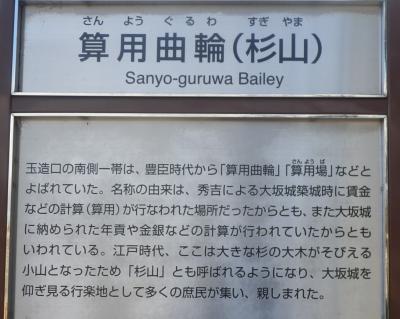 さん よう ぐる わ すぎ やま
算用曲輪(杉山)
Sanyo-guruwa Bailey
玉造口の南側一帯は、豊臣時代から「算用曲輪」「算用場」などと
さんようば
よばれていた。名称の由来は、秀吉による大坂城築城時に賃金
などの計算(算用)が行なわれた場所だったからとも、また大坂城
に納められた年貢や金銀などの計算が行われていたからとも
いわれている。江戸時代、ここは大きな杉の大木がそびえる
小山となったため「杉山」とも呼ばれるようになり、大坂城を
仰ぎ見る行楽地として多くの庶民が集い、親しまれた。